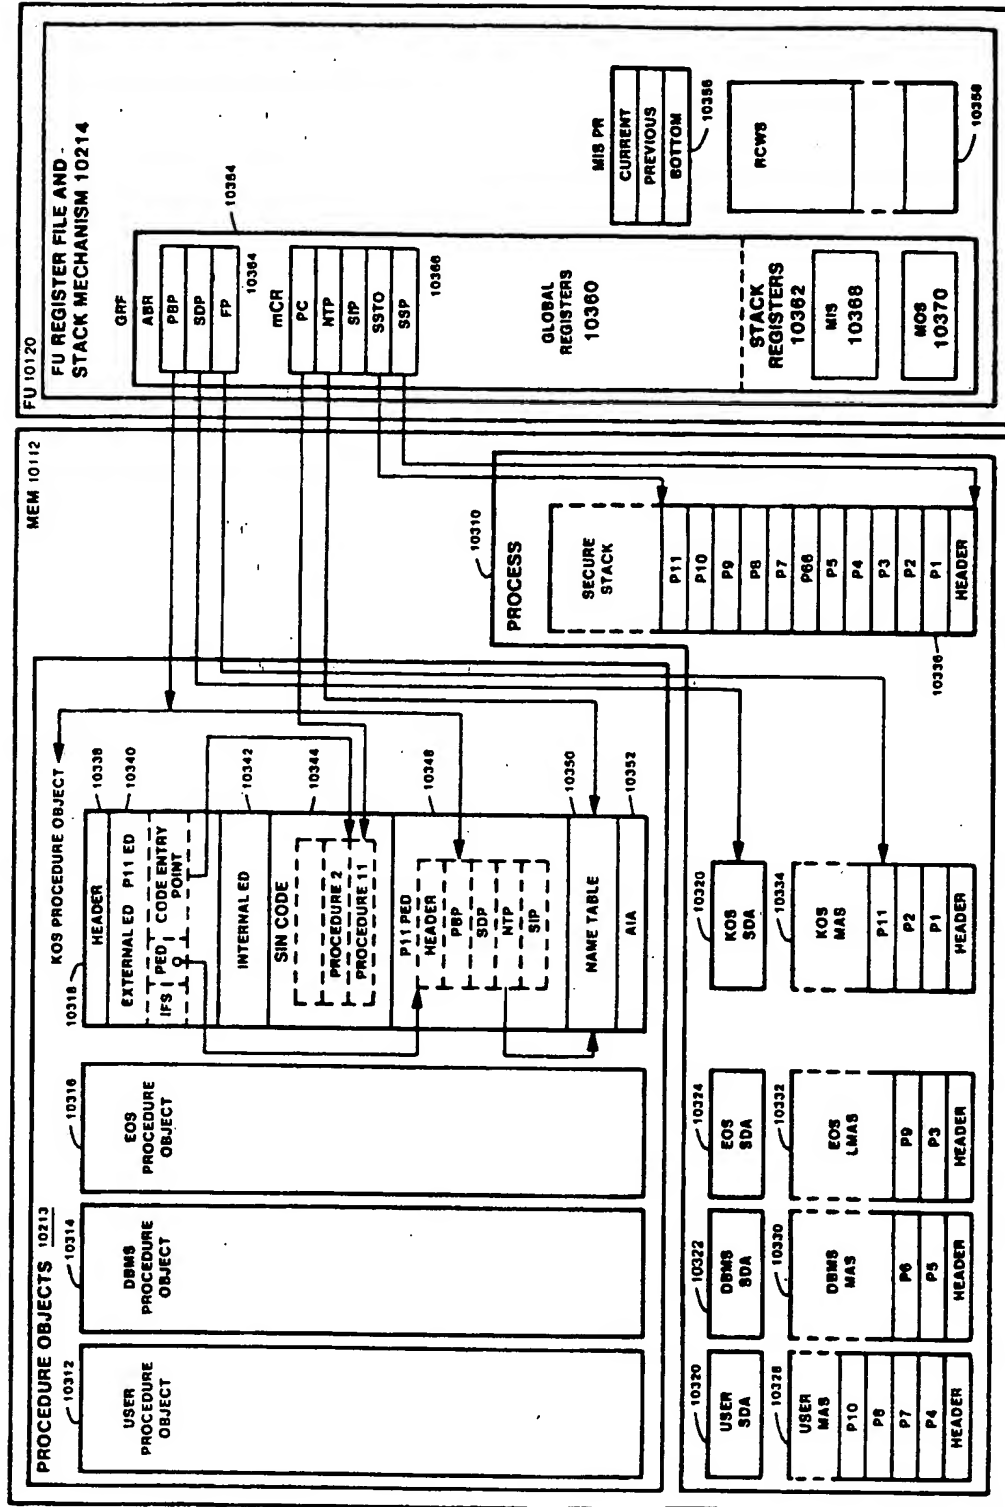 FU 10120
FU REGISTER FILE AND
STACK MECHANISM 10214
GRF
ABR
PBP
SDP
FP
10364
10354
mCR
PC
NTP
SIP
SSTO
SSP
10366
GLOBAL
REGISTERS
10360
STACK
REGISTERS
10362
MIS
10368
MOS
10370
MIS PR
CURRENT
PREVIOUS
BOTTOM
10356
RCWS
10358
MEM 10112
PROCESS
10310
SECURE
STACK
P11
P10
P9
P8
P7
P66
P5
P4
P3
P2
P1
HEADER
10336
PROCEDURE OBJECTS 10213
10312
USER
PROCEDURE
OBJECT
10314
DBMS
PROCEDURE
OBJECT
10316
EOS
PROCEDURE
OBJECT
10318
KOS PROCEDURE OBJECT
HEADER
10338
EXTERNAL ED P11 ED
10340
IFS PED CODE ENTRY
POINT
INTERNAL ED
10342
SIN CODE
10344
PROCEDURE 2
PROCEDURE 11
P11 PED
10348
HEADER
PBP
SDP
NTP
SIP
NAME TABLE
10350
AIA
10352
10320
USER
SDA
10322
DBMS
SDA
10324
EOS
SDA
10320
KOS
SDA
10328
USER
MAS
P10
P8
P7
P4
HEADER
10330
DBMS
MAS
P6
P5
HEADER
10332
EOS
LMAS
P9
P3
HEADER
10334
KOS
MAS
P11
P2
P1
HEADER